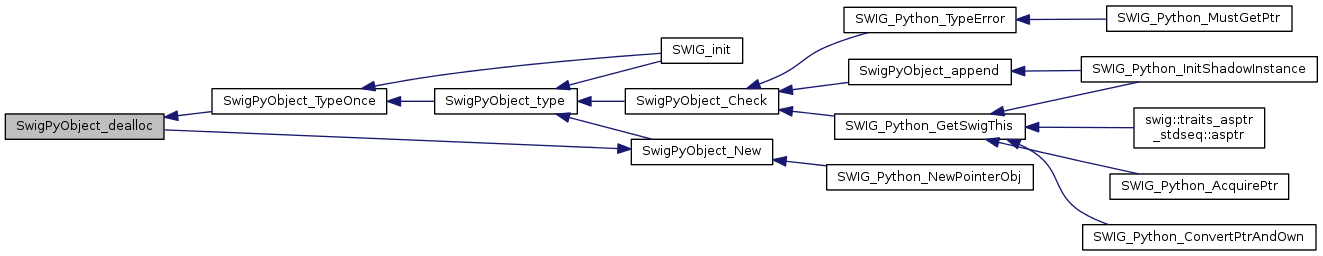 SWIG_Python_TypeError
SWIG_Python_MustGetPtr
SWIG_init
SwigPyObject_append
SWIG_Python_InitShadowInstance
SwigPyObject_TypeOnce
SwigPyObject_type
SwigPyObject_Check
SwigPyObject_dealloc
SWIG_Python_GetSwigThis
swig::traits_asptr
_stdseq::asptr
SwigPyObject_New
SWIG_Python_NewPointerObj
SWIG_Python_AcquirePtr
SWIG_Python_ConvertPtrAndOwn